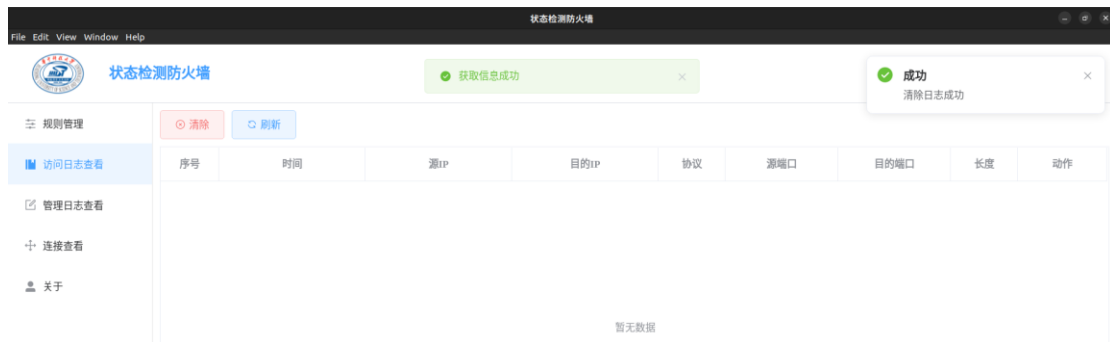 状态检测防火墙
File Edit View Window Help
状态检测防火墙
获取信息成功
成功
清除日志成功
规则管理
清除 刷新
访问日志查看
序号 时间 源IP 目的IP 协议 源端口 目的端口 长度 动作
管理日志查看
连接查看
关于
暂无数据